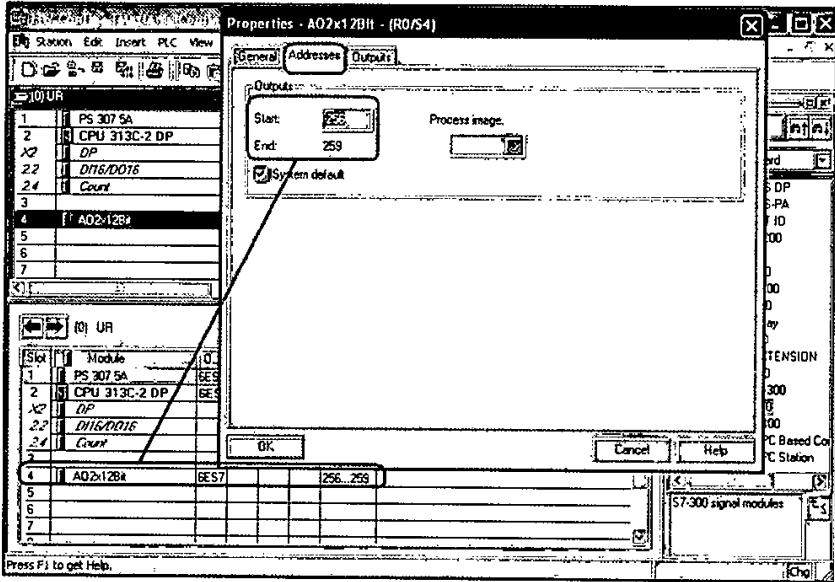 Properties - AO2x12Bit - (R0/S4)
Station Edit Insert PLC View
General Addresses Outputs
Outputs
Start:
Process image:
End: 259
System default
(0) UR
1 PS 307 5A
2 CPU 313C-2 DP
X2 DP
2.2 DI16/DO16
2.4 Count
3
4 AO2x12Bit
5
6
7
(0) UR
Slot Module
1 PS 307 5A 6ES
2 CPU 313C-2 DP 6ES
X2 DP
2.2 DI16/DO16
2.4 Count
3
4 AO2x12Bit 6ES7 256...259
5
6
7
OK Cancel Help
DP
PA
ID
TENSION
300
PC Based Co
C Station
S7-300 signal modules
Press F1 to get Help.
Chg